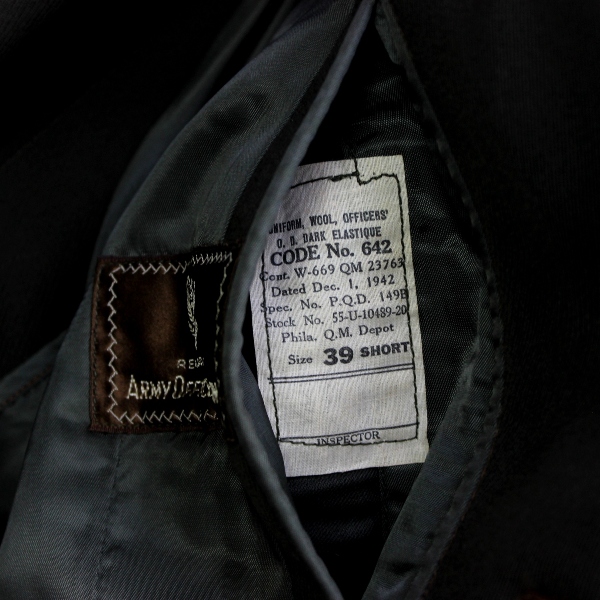 UNIFORM, WOOL, OFFICERS'
O. D. DARK ELASTIQUE
CODE No. 642
Cont. W-669 QM 23763
Dated Dec. 1, 1942
Spec. No. P.Q.D. 149B
Stock No. 55-U-10489-20
Phila. Q.M. Depot
Size 39 SHORT
INSPECTOR
ARMY